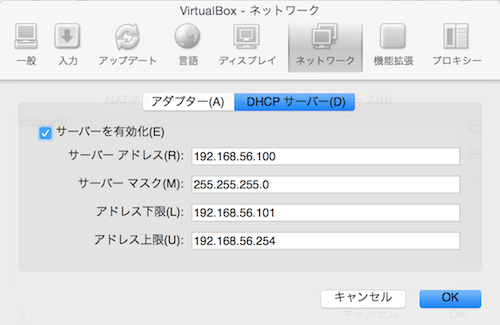 VirtualBox - ネットワーク
一般 入力 アップデート 言語 ディスプレイ ネットワーク 機能拡張 プロキシー
アダプター(A) DHCP サーバー(D)
サーバーを有効化(E)
サーバー アドレス(R): 192.168.56.100
サーバー マスク(M): 255.255.255.0
アドレス下限(L): 192.168.56.101
アドレス上限(U): 192.168.56.254
キャンセル OK